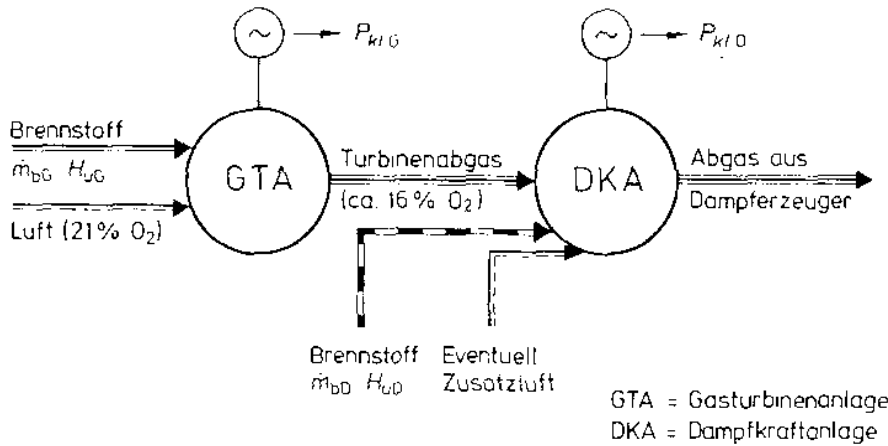 P_kl G
P_kl D
Brennstoff
ṁ_bG H_uG
Luft (21% O₂)
GTA
Turbinenabgas
(ca. 16% O₂)
DKA
Abgas aus
Dampferzeuger
Brennstoff
ṁ_bD H_uD
Eventuell
Zusatzluft
GTA = Gasturbinenanlage
DKA = Dampfkraftanlage